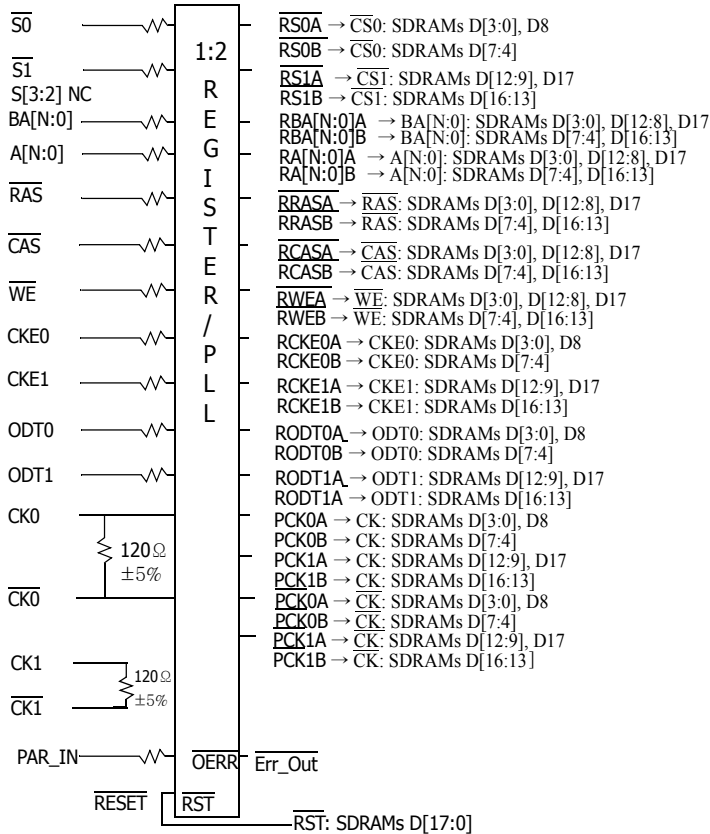 S0
S1
S[3:2] NC
BA[N:0]
A[N:0]
RAS
CAS
WE
CKE0
CKE1
ODT0
ODT1
CK0
120Ω
±5%
CK0
CK1
120Ω
±5%
CK1
PAR_IN
RESET
1:2
R
E
G
I
S
T
E
R
/
P
L
L
OERR
RST
RS0A → CS0: SDRAMs D[3:0], D8
RS0B → CS0: SDRAMs D[7:4]
RS1A → CS1: SDRAMs D[12:9], D17
RS1B → CS1: SDRAMs D[16:13]
RBA[N:0]A → BA[N:0]: SDRAMs D[3:0], D[12:8], D17
RBA[N:0]B → BA[N:0]: SDRAMs D[7:4], D[16:13]
RA[N:0]A → A[N:0]: SDRAMs D[3:0], D[12:8], D17
RA[N:0]B → A[N:0]: SDRAMs D[7:4], D[16:13]
RRASA → RAS: SDRAMs D[3:0], D[12:8], D17
RRASB → RAS: SDRAMs D[7:4], D[16:13]
RCASA → CAS: SDRAMs D[3:0], D[12:8], D17
RCASB → CAS: SDRAMs D[7:4], D[16:13]
RWEA → WE: SDRAMs D[3:0], D[12:8], D17
RWEB → WE: SDRAMs D[7:4], D[16:13]
RCKE0A → CKE0: SDRAMs D[3:0], D8
RCKE0B → CKE0: SDRAMs D[7:4]
RCKE1A → CKE1: SDRAMs D[12:9], D17
RCKE1B → CKE1: SDRAMs D[16:13]
RODT0A → ODT0: SDRAMs D[3:0], D8
RODT0B → ODT0: SDRAMs D[7:4]
RODT1A → ODT1: SDRAMs D[12:9], D17
RODT1A → ODT1: SDRAMs D[16:13]
PCK0A → CK: SDRAMs D[3:0], D8
PCK0B → CK: SDRAMs D[7:4]
PCK1A → CK: SDRAMs D[12:9], D17
PCK1B → CK: SDRAMs D[16:13]
PCK0A → CK: SDRAMs D[3:0], D8
PCK0B → CK: SDRAMs D[7:4]
PCK1A → CK: SDRAMs D[12:9], D17
PCK1B → CK: SDRAMs D[16:13]
Err_Out
RST: SDRAMs D[17:0]